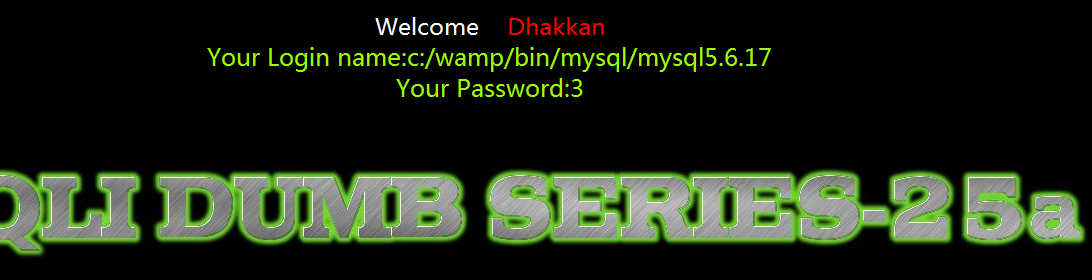 Welcome Dhakkan
Your Login name:c:/wamp/bin/mysql/mysql5.6.17
Your Password:3
QLI DUMB SERIES-25a